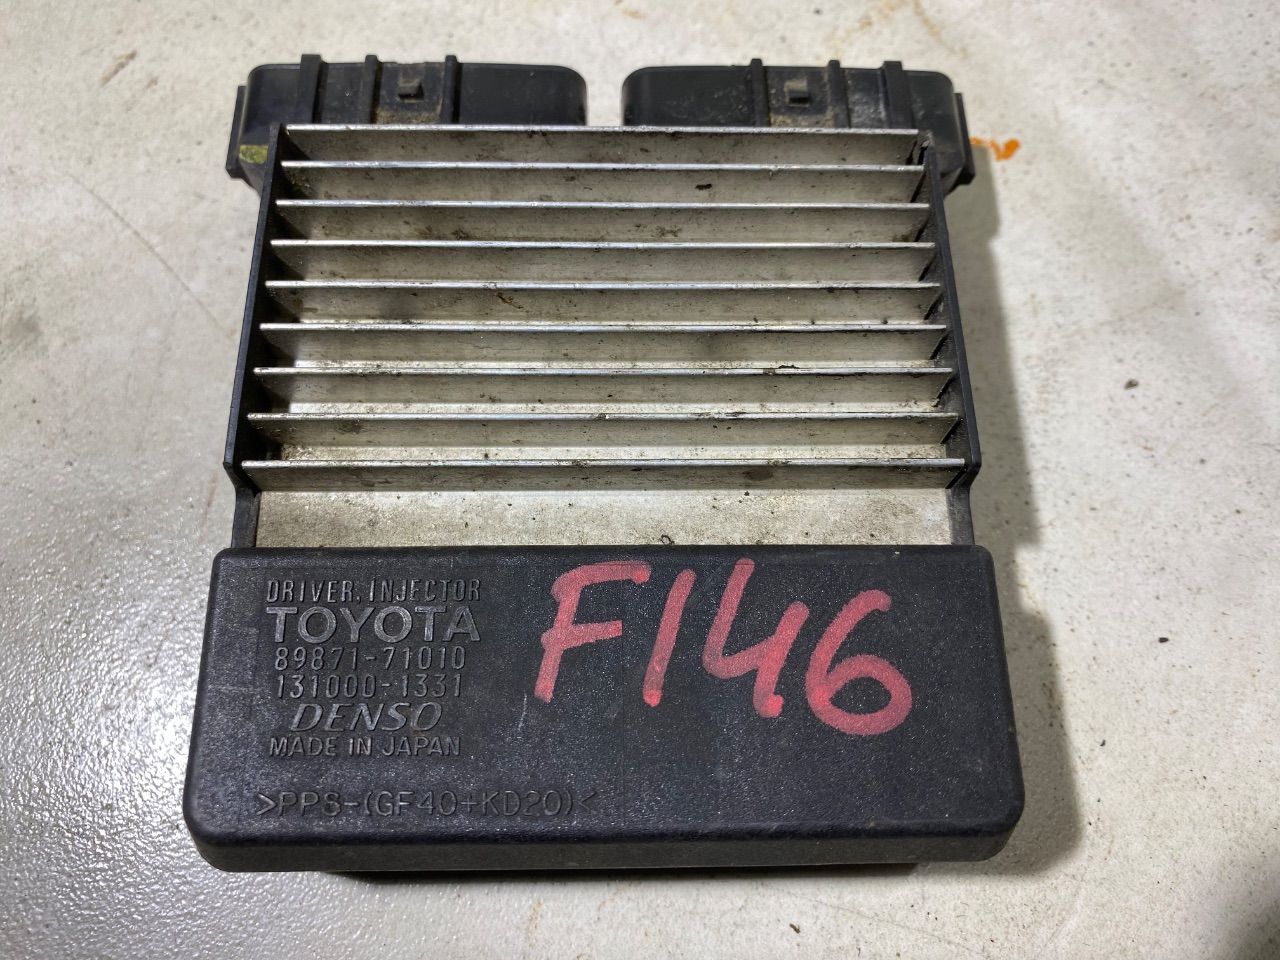 DRIVER, INJECTOR
TOYOTA
89871-71010
131000-1331
DENSO
MADE IN JAPAN
>PPS-(GF40+KD20)<
F146